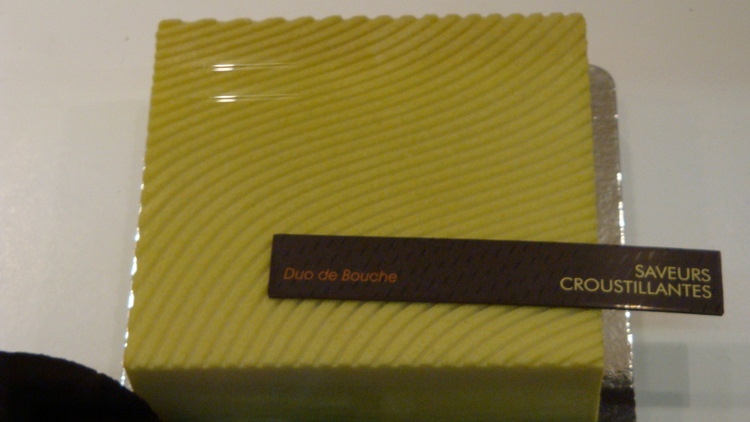 Duo de Bouche
SAVEURS
CROUSTILLANTES